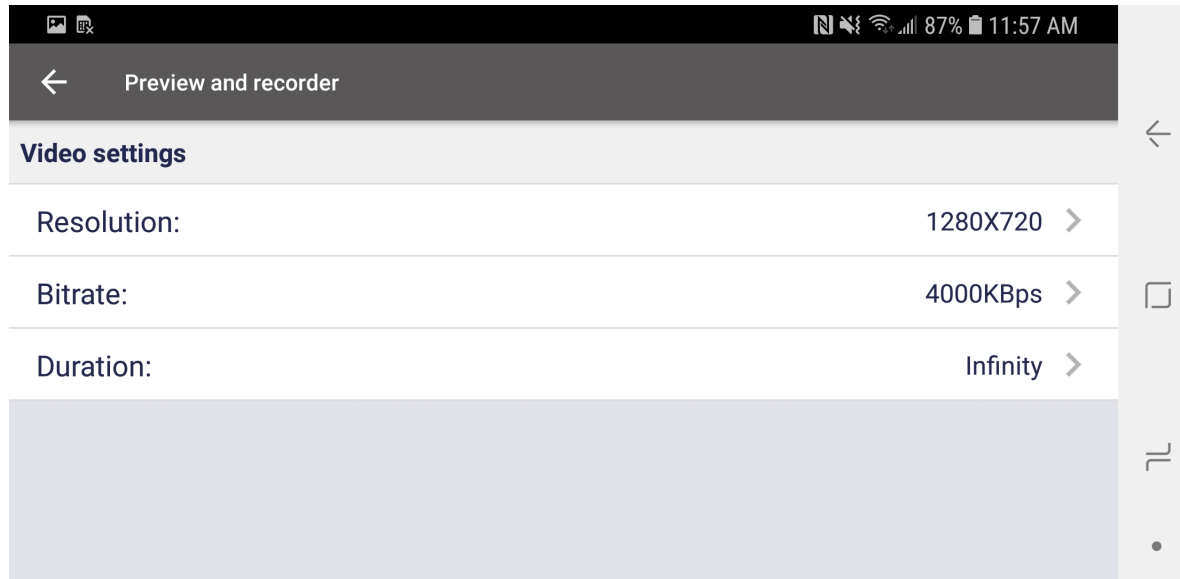 87% 11:57 AM
Preview and recorder
Video settings
Resolution: 1280X720
Bitrate: 4000KBps
Duration: Infinity